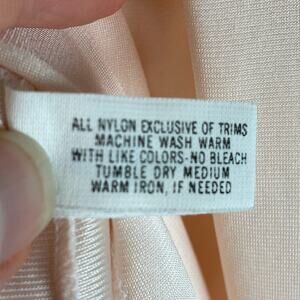 ALL NYLON EXCLUSIVE OF TRIMS
MACHINE WASH WARM
WITH LIKE COLORS-NO BLEACH
TUMBLE DRY MEDIUM
WARM IRON, IF NEEDED